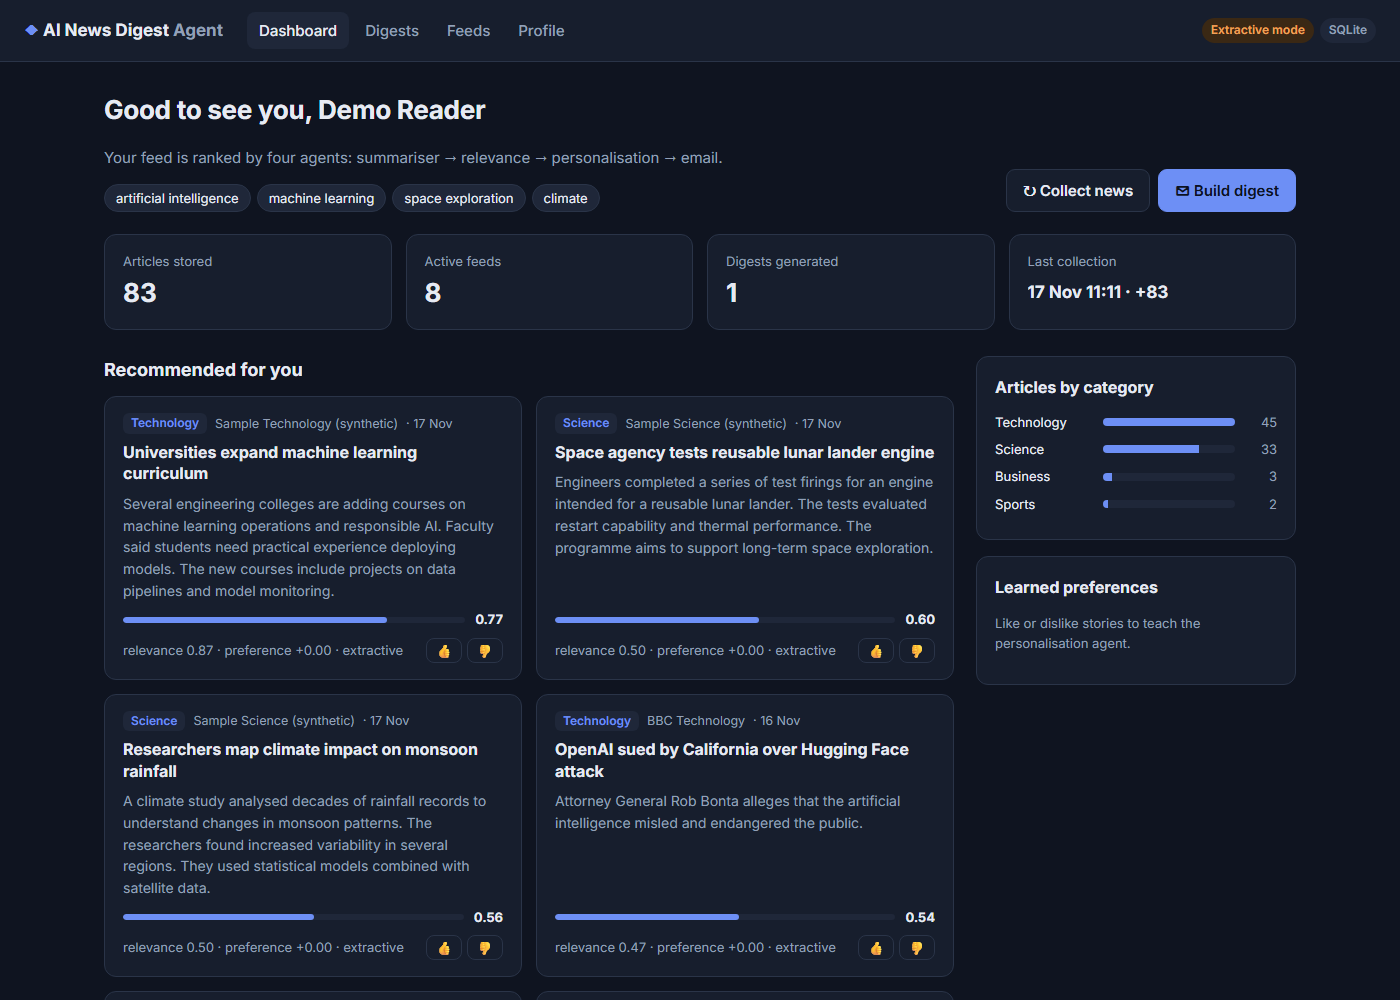 AI News Digest Agent
Dashboard
Digests
Feeds
Profile
Extractive mode
SQLite
Good to see you, Demo Reader
Your feed is ranked by four agents: summariser → relevance → personalisation → email.
artificial intelligence
machine learning
space exploration
climate
↻ Collect news
✉ Build digest
Articles stored
83
Active feeds
8
Digests generated
1
Last collection
17 Nov 11:11 · +83
Recommended for you
Technology Sample Technology (synthetic) · 17 Nov
Universities expand machine learning
curriculum
Several engineering colleges are adding courses on
machine learning operations and responsible AI. Faculty
said students need practical experience deploying
models. The new courses include projects on data
pipelines and model monitoring.
0.77
relevance 0.87 · preference +0.00 · extractive
Science Sample Science (synthetic) · 17 Nov
Space agency tests reusable lunar lander engine
Engineers completed a series of test firings for an engine
intended for a reusable lunar lander. The tests evaluated
restart capability and thermal performance. The
programme aims to support long-term space exploration.
0.60
relevance 0.50 · preference +0.00 · extractive
Science Sample Science (synthetic) · 17 Nov
Researchers map climate impact on monsoon
rainfall
A climate study analysed decades of rainfall records to
understand changes in monsoon patterns. The
researchers found increased variability in several
regions. They used statistical models combined with
satellite data.
0.56
relevance 0.50 · preference +0.00 · extractive
Technology BBC Technology · 16 Nov
OpenAI sued by California over Hugging Face
attack
Attorney General Rob Bonta alleges that the artificial
intelligence misled and endangered the public.
0.54
relevance 0.47 · preference +0.00 · extractive
Articles by category
Technology 45
Science 33
Business 3
Sports 2
Learned preferences
Like or dislike stories to teach the
personalisation agent.